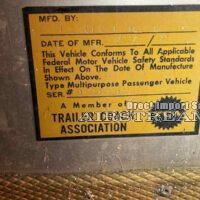 MFD. BY:
DATE OF MFR.
This Vehicle Conforms To All Applicable
Federal Motor Vehicle Safety Standards
In Effect On The Date Of Manufacture
Shown Above.
Type Multipurpose Passenger Vehicle
SER.#
A Member of
TRAILER COACH
ASSOCIATION